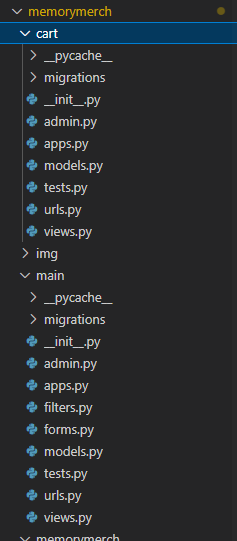 memorymerch
cart
__pycache__
migrations
__init__.py
admin.py
apps.py
models.py
tests.py
urls.py
views.py
img
main
__pycache__
migrations
__init__.py
admin.py
apps.py
filters.py
forms.py
models.py
tests.py
urls.py
views.py
memorymerch